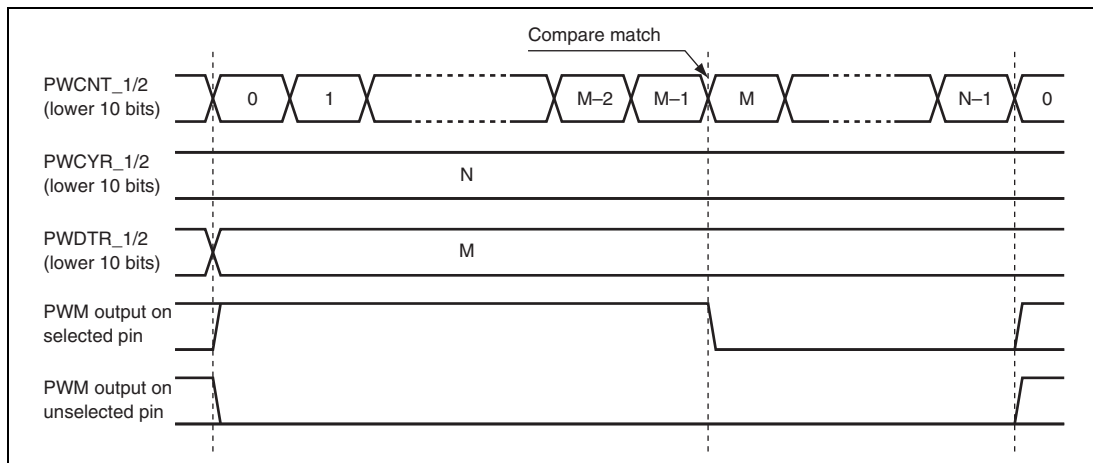 Compare match
PWCNT_1/2
(lower 10 bits)
0 1 M–2 M–1 M N–1 0
PWCYR_1/2
(lower 10 bits)
N
PWDTR_1/2
(lower 10 bits)
M
PWM output on
selected pin
PWM output on
unselected pin